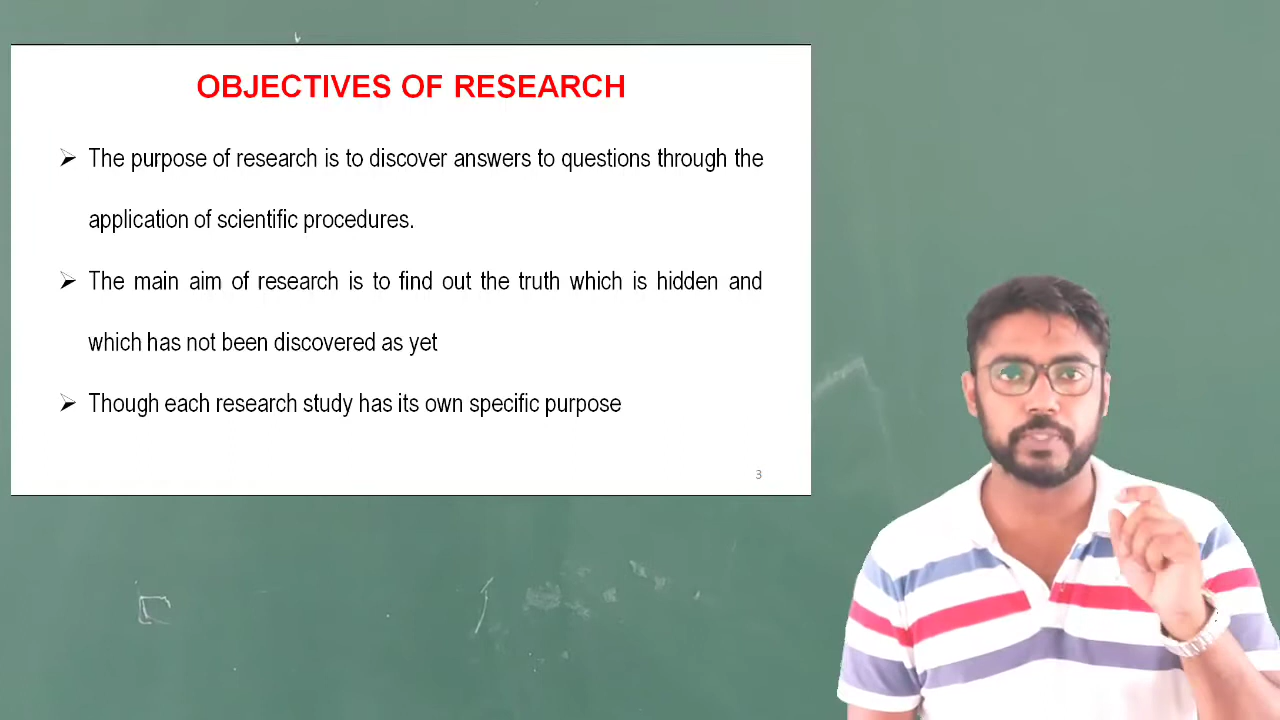 OBJECTIVES OF RESEARCH
➢ The purpose of research is to discover answers to questions through the
application of scientific procedures.
➢ The main aim of research is to find out the truth which is hidden and
which has not been discovered as yet
➢ Though each research study has its own specific purpose
3